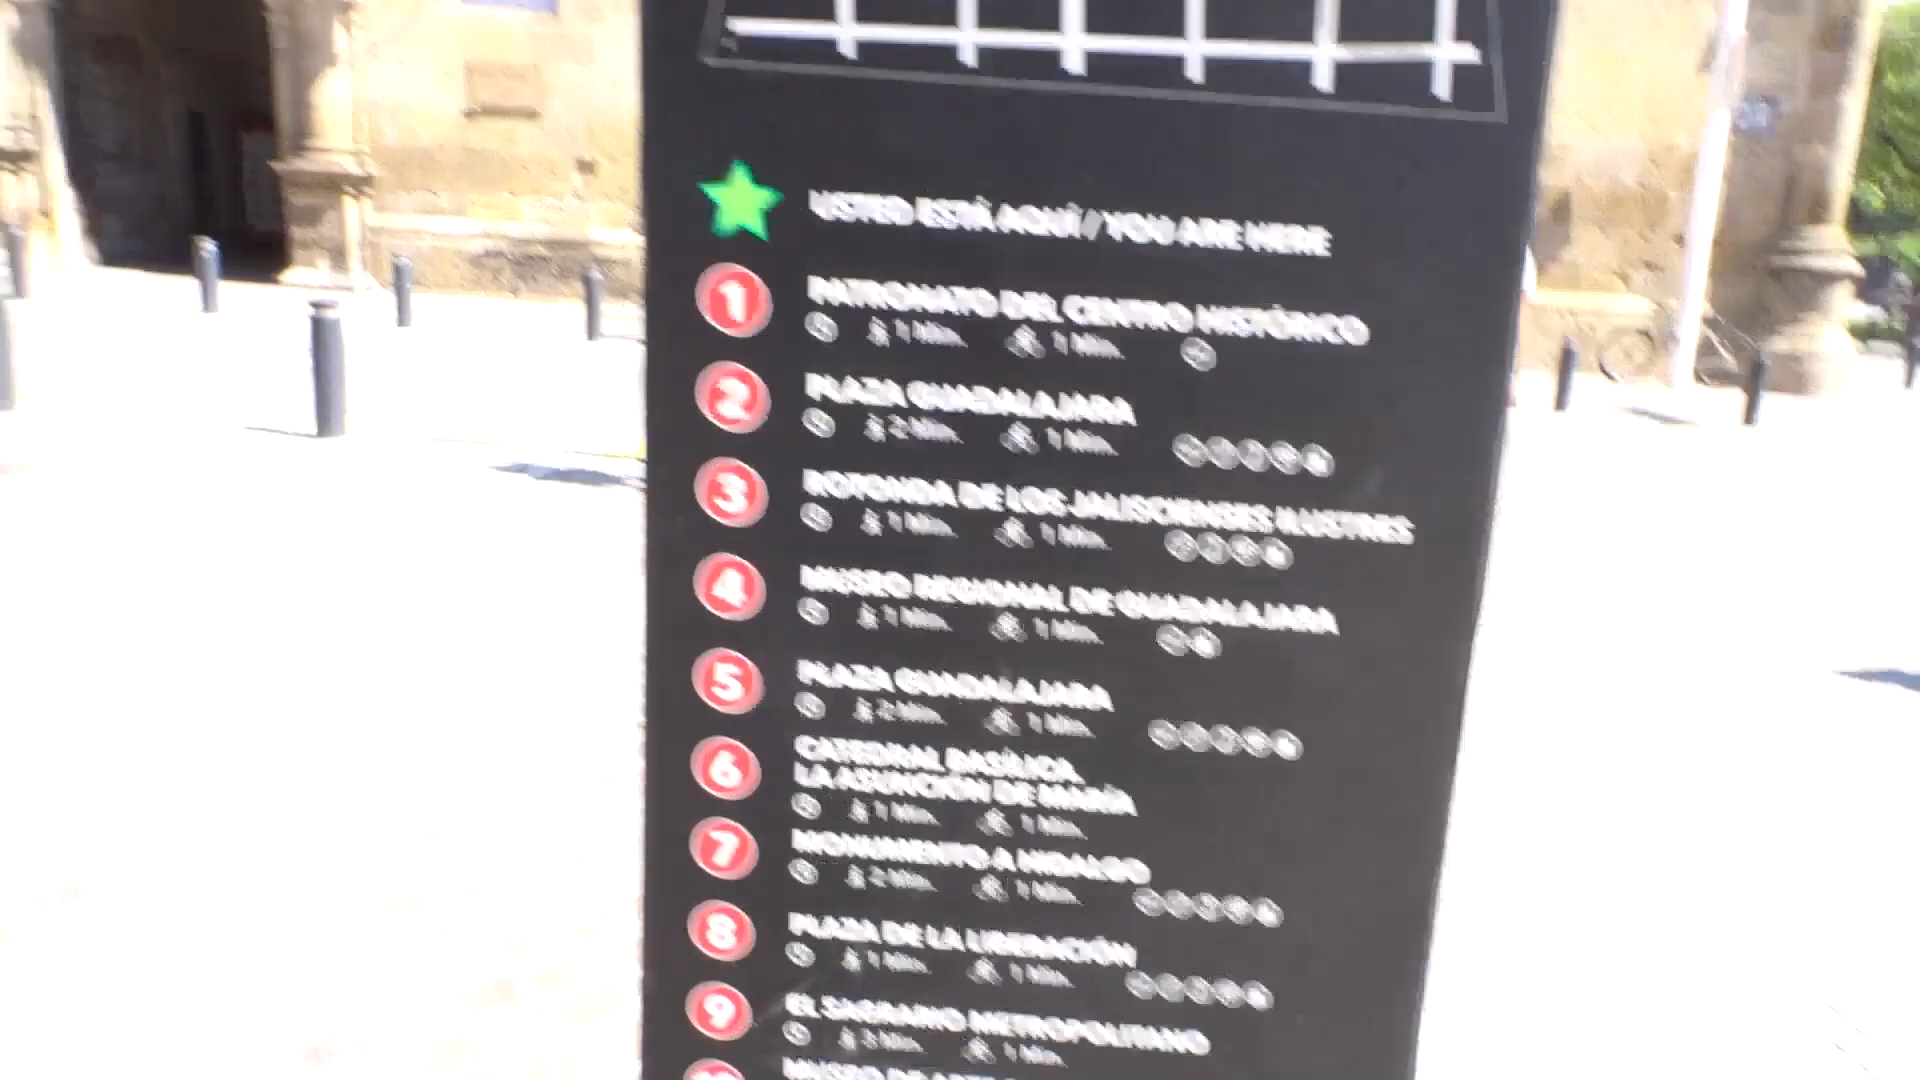 USTED ESTÁ AQUÍ / YOU ARE HERE
1 PATRONATO DEL CENTRO HISTÓRICO
1 Min. 1 Min.
2 PLAZA GUADALAJARA
2 Min. 1 Min.
3 ROTONDA DE LOS JALISCIENSES ILUSTRES
1 Min. 1 Min.
4 MUSEO REGIONAL DE GUADALAJARA
1 Min. 1 Min.
5 PLAZA GUADALAJARA
2 Min. 1 Min.
6 CATEDRAL BASÍLICA
LA ASUNCIÓN DE MARÍA
1 Min. 1 Min.
7 MONUMENTO A HIDALGO
2 Min. 1 Min.
8 PLAZA DE LA LIBERACIÓN
1 Min. 1 Min.
9 EL SAGRARIO METROPOLITANO
3 Min. 1 Min.
MUSEO DE